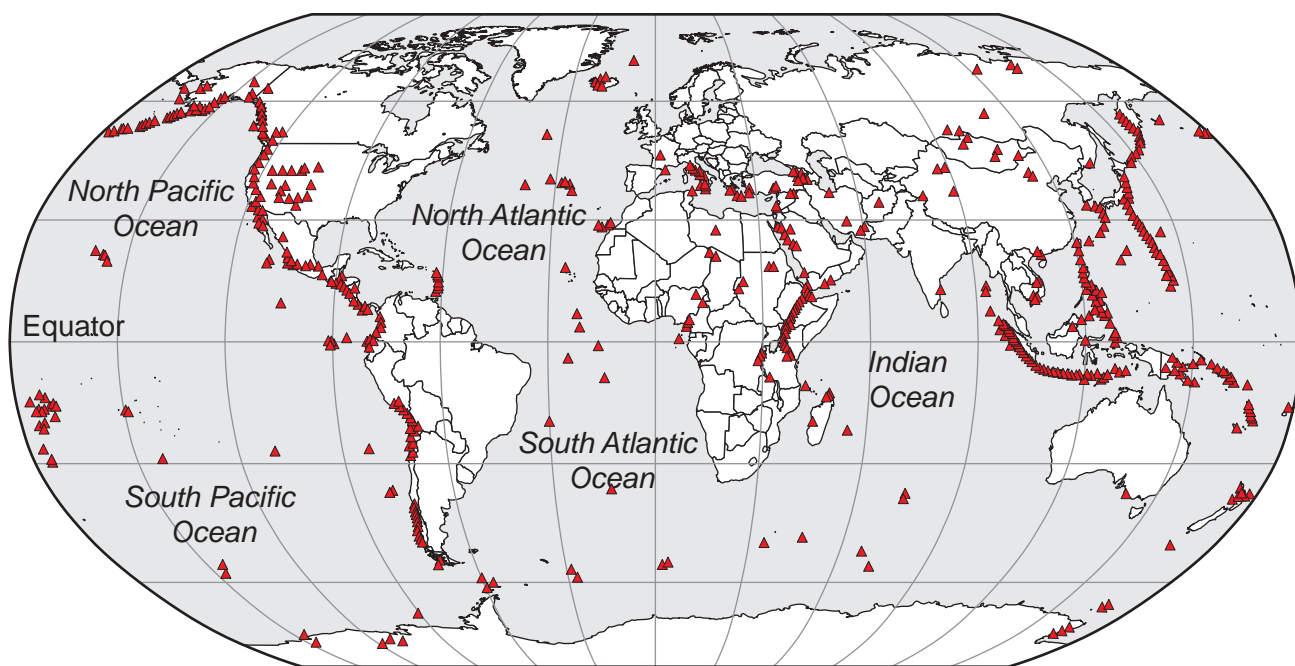 North Pacific
Ocean
North Atlantic
Ocean
Equator
Indian
Ocean
South Atlantic
Ocean
South Pacific
Ocean